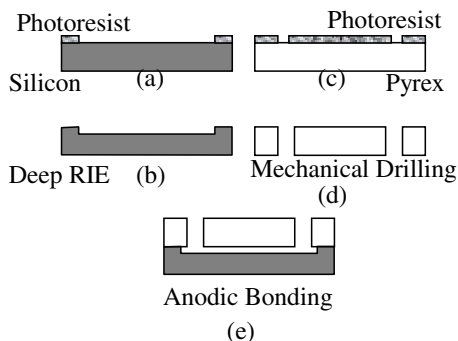 Photoresist
Photoresist
Silicon
(a)
(c)
Pyrex
Deep RIE
(b)
Mechanical Drilling
(d)
Anodic Bonding
(e)